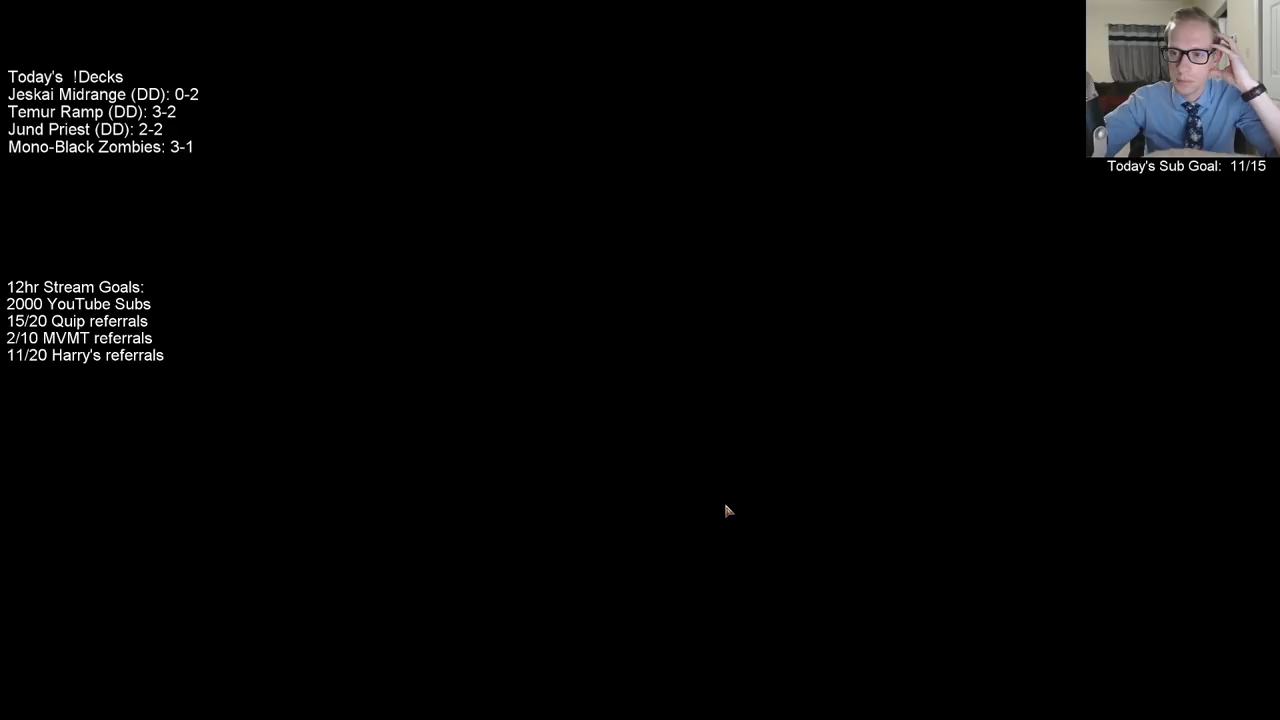 Today's !Decks
Jeskai Midrange (DD): 0-2
Temur Ramp (DD): 3-2
Jund Priest (DD): 2-2
Mono-Black Zombies: 3-1
Today's Sub Goal: 11/15
12hr Stream Goals:
2000 YouTube Subs
15/20 Quip referrals
2/10 MVMT referrals
11/20 Harry's referrals